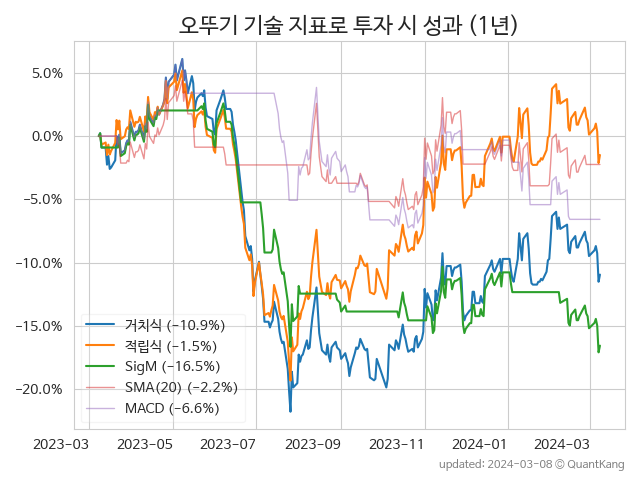 오뚜기 기술 지표로 투자 시 성과 (1년)
5.0%
0.0%
−5.0%
−10.0%
−15.0%
−20.0%
거치식 (−10.9%)
적립식 (−1.5%)
SigM (−16.5%)
SMA(20) (−2.2%)
MACD (−6.6%)
2023-03 2023-05 2023-07 2023-09 2023-11 2024-01 2024-03
updated: 2024-03-08 ⓒ QuantKang